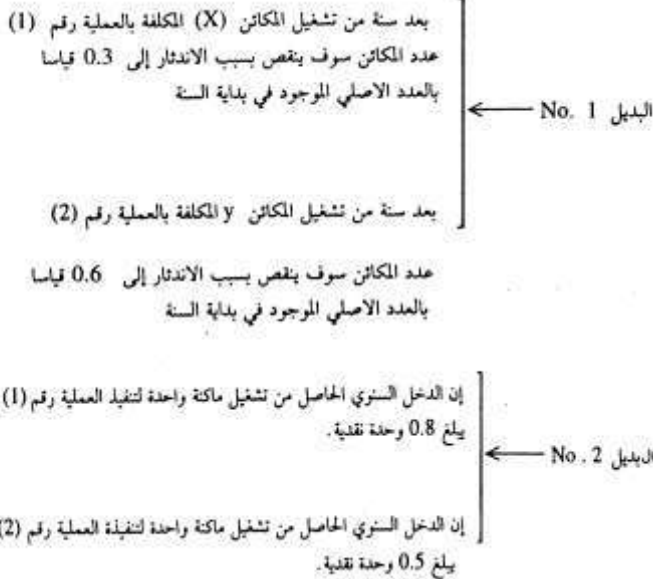 بعد سنة من تشغيل المكائن (X) المكلفة بالعملية رقم (1)
عدد المكائن سوف ينقص بسبب الاندثار إلى 0.3 قياسا
بالعدد الاصلي الموجود في بداية السنة
البديل No. 1
بعد سنة من تشغيل المكائن y المكلفة بالعملية رقم (2)
عدد المكائن سوف ينقص بسبب الاندثار إلى 0.6 قياسا
بالعدد الاصلي الموجود في بداية السنة
إن الدخل السنوي الحاصل من تشغيل ماكنة واحدة لتنفيذ العملية رقم (1)
يبلغ 0.8 وحدة نقدية.
البديل No. 2
إن الدخل السنوي الحاصل من تشغيل ماكنة واحدة لتنفيذة العملية رقم (2)
يبلغ 0.5 وحدة نقدية.